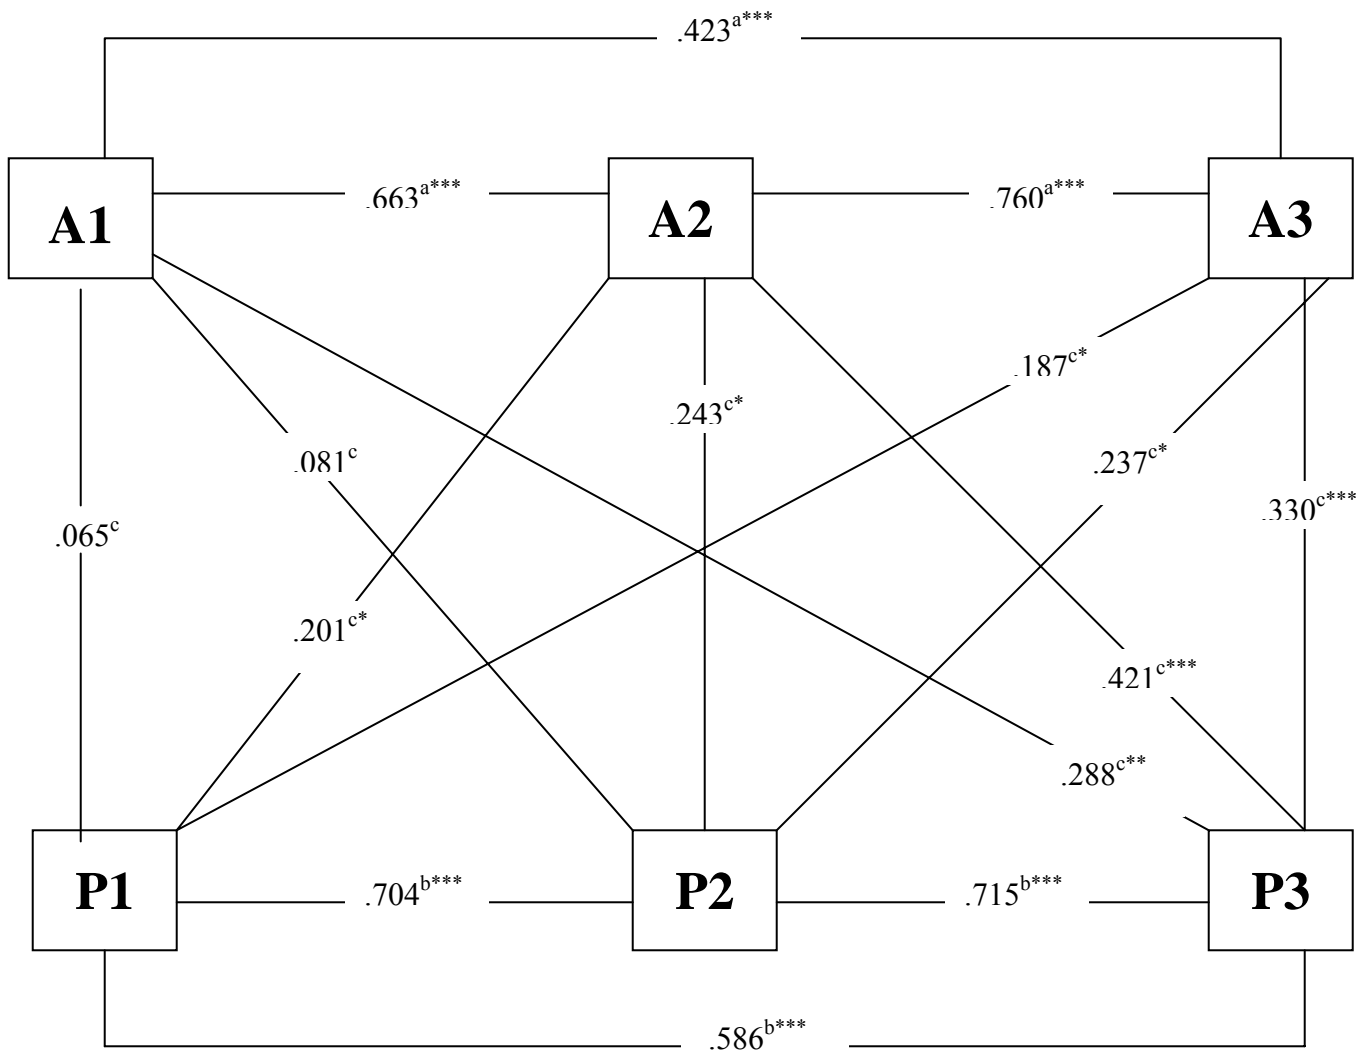 .423a***
.663a***
.760a***
A1
A2
A3
.187c*
.243c*
.081c
.237c*
.330c***
.065c
.201c*
.421c***
.288c**
P1
.704b***
P2
.715b***
P3
.586b***